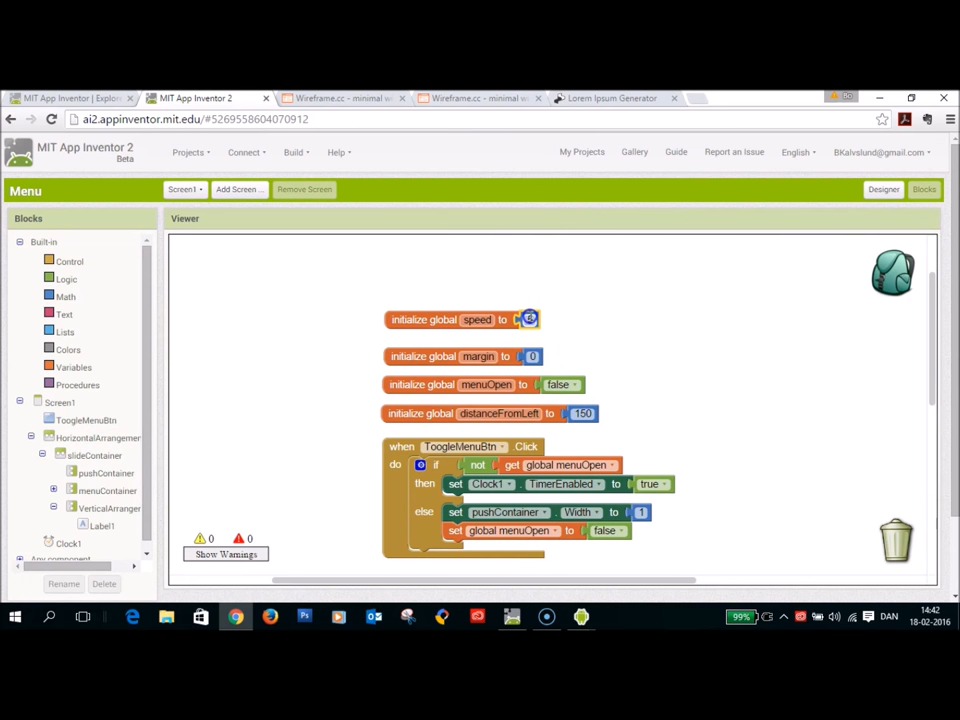 MIT App Inventor | Explore
MIT App Inventor 2
Wireframe.cc - minimal w
Wireframe.cc - minimal w
Lorem Ipsum Generator
Bo
ai2.appinventor.mit.edu/#5269558604070912
MIT App Inventor 2
Beta
Projects
Connect
Build
Help
My Projects
Gallery
Guide
Report an Issue
English
BKalvslund@gmail.com
Menu
Screen1
Add Screen ...
Remove Screen
Designer
Blocks
Blocks
Viewer
Built-in
Control
Logic
Math
Text
Lists
Colors
Variables
Procedures
Screen1
ToogleMenuBtn
HorizontalArrangemen
slideContainer
pushContainer
menuContainer
VerticalArranger
Label1
Clock1
Any component
Rename
Delete
initialize global speed to
initialize global margin to 0
initialize global menuOpen to false
initialize global distanceFromLeft to 150
when ToogleMenuBtn .Click
do if not get global menuOpen
then set Clock1 . TimerEnabled to true
else set pushContainer . Width to 1
set global menuOpen to false
0 0
Show Warnings
99%
DAN
14:42
18-02-2016